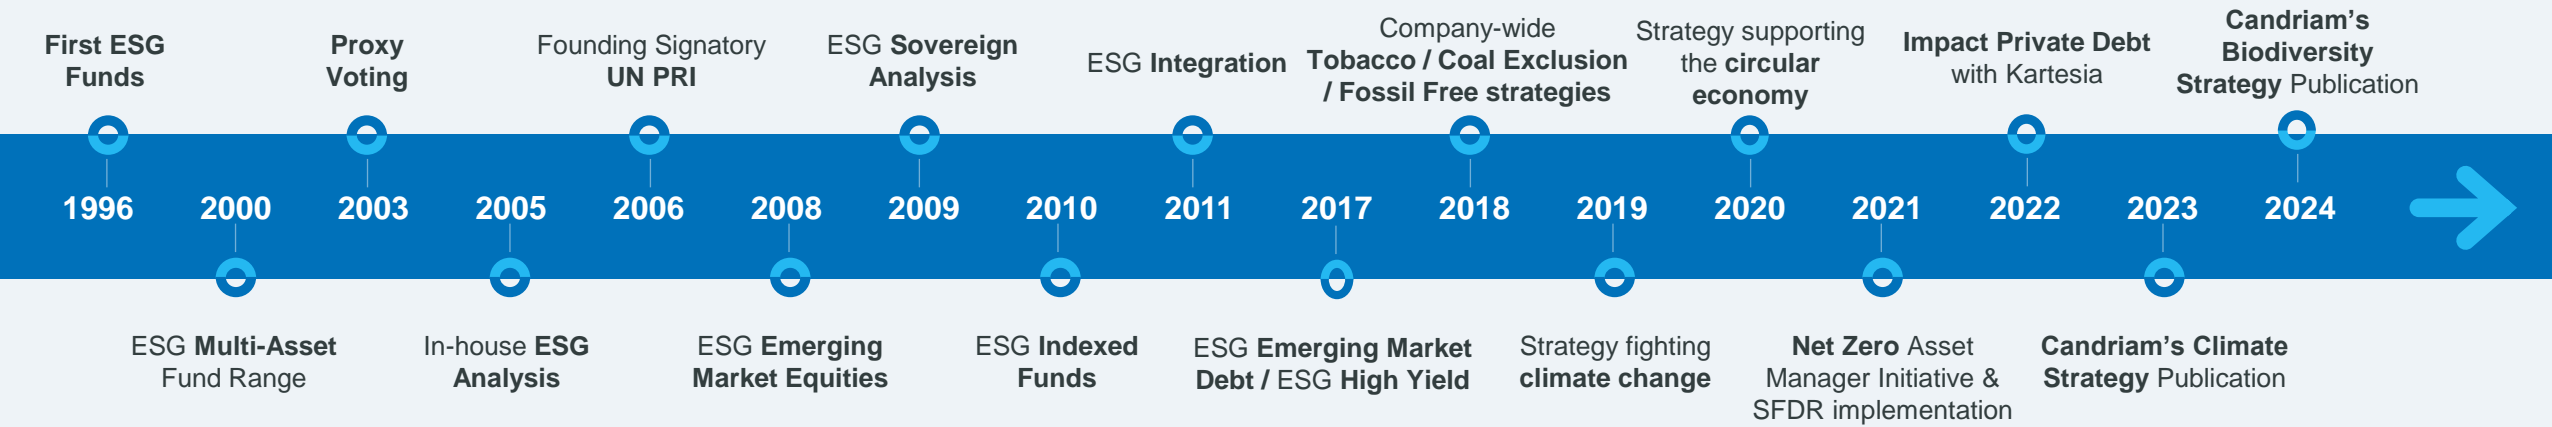 First ESG
Funds
Proxy
Voting
Founding Signatory
UN PRI
ESG Sovereign
Analysis
ESG Integration
Company-wide
Tobacco / Coal Exclusion
/ Fossil Free strategies
Strategy supporting
the circular
economy
Impact Private Debt
with Kartesia
Candriam’s
Biodiversity
Strategy Publication
1996 2000 2003 2005 2006 2008 2009 2010 2011 2017 2018 2019 2020 2021 2022 2023 2024
ESG Multi-Asset
Fund Range
In-house ESG
Analysis
ESG Emerging
Market Equities
ESG Indexed
Funds
ESG Emerging Market
Debt / ESG High Yield
Strategy fighting
climate change
Net Zero Asset
Manager Initiative &
SFDR implementation
Candriam’s Climate
Strategy Publication